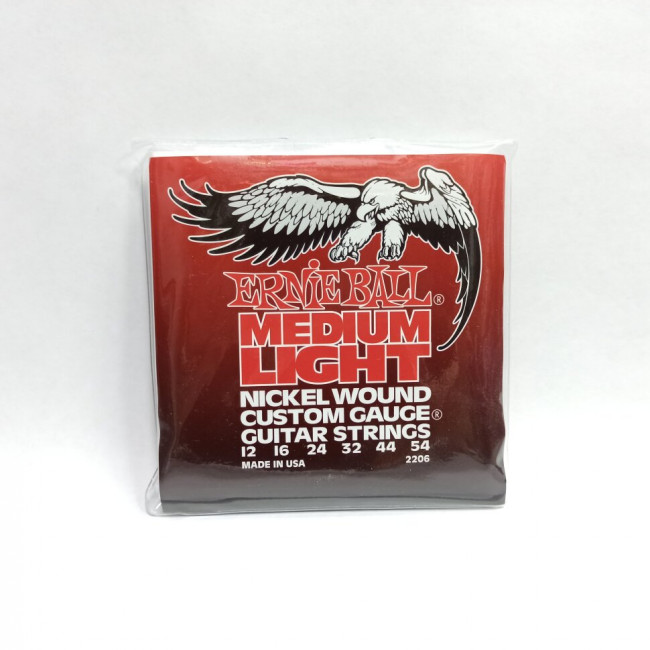 ERNIE BALL®
MEDIUM
LIGHT
NICKEL WOUND
CUSTOM GAUGE®
GUITAR STRINGS
12 16 24 32 44 54
MADE IN USA 2206